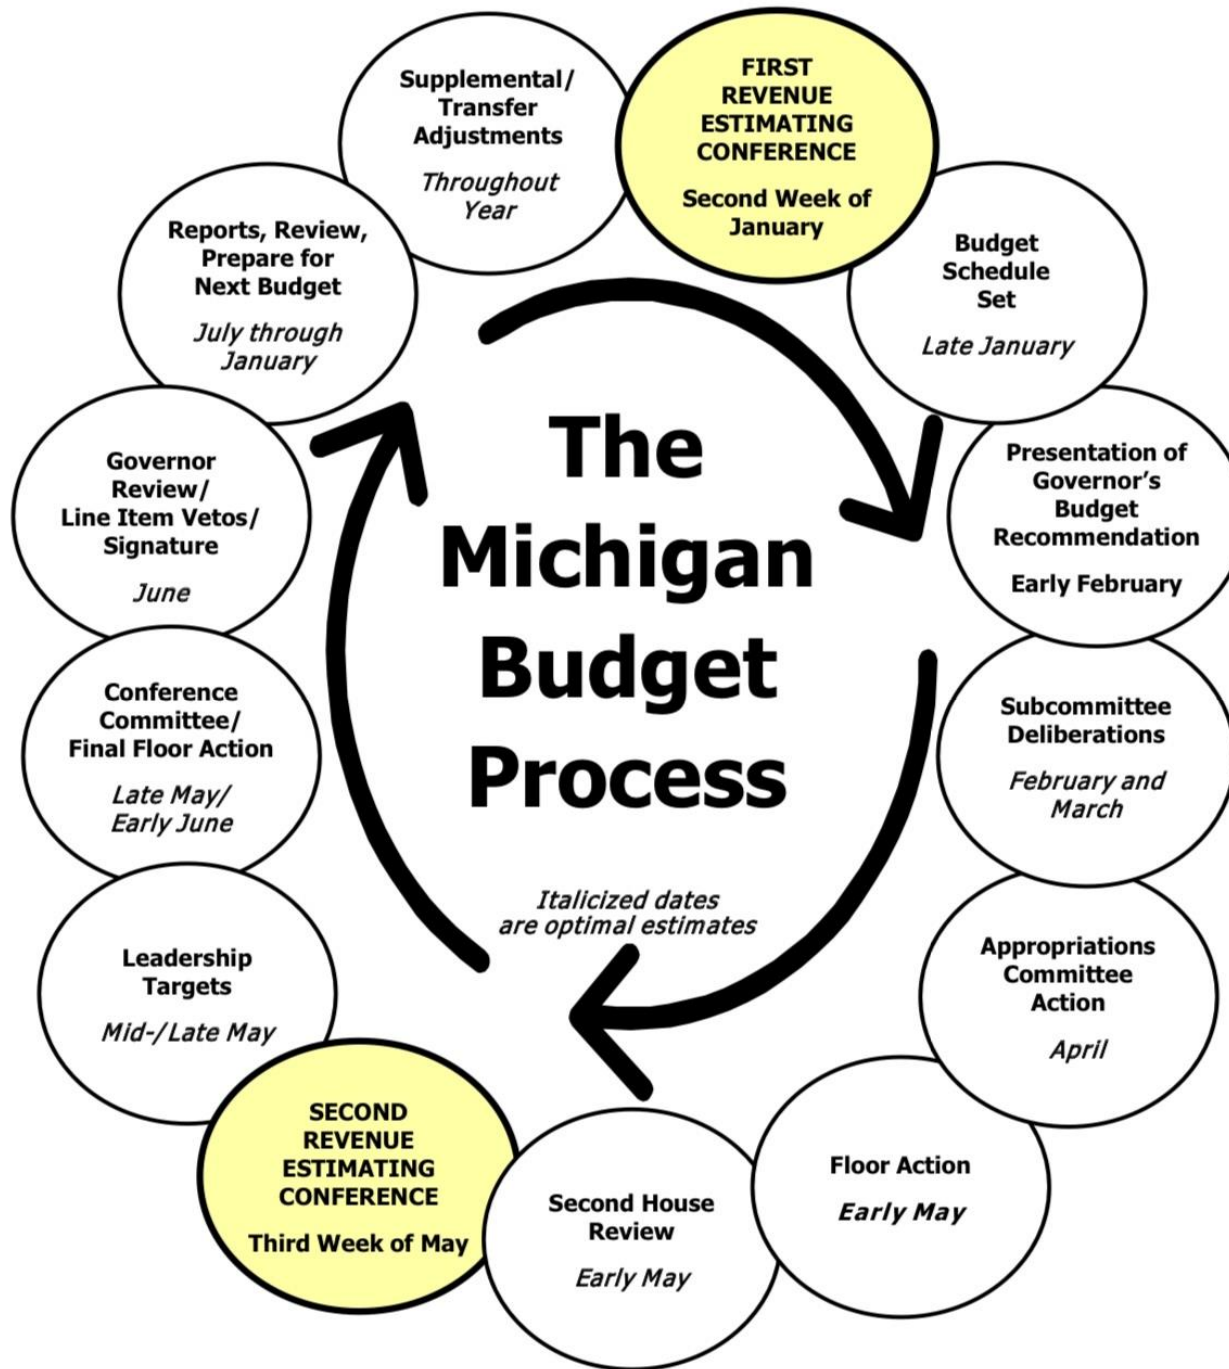 The
Michigan
Budget
Process
Italicized dates
are optimal estimates
FIRST
REVENUE
ESTIMATING
CONFERENCE
Second Week of
January
Budget
Schedule
Set
Late January
Presentation of
Governor's
Budget
Recommendation
Early February
Subcommittee
Deliberations
February and
March
Appropriations
Committee
Action
April
Floor Action
Early May
Second House
Review
Early May
SECOND
REVENUE
ESTIMATING
CONFERENCE
Third Week of May
Leadership
Targets
Mid-/Late May
Conference
Committee/
Final Floor Action
Late May/
Early June
Governor
Review/
Line Item Vetos/
Signature
June
Reports, Review,
Prepare for
Next Budget
July through
January
Supplemental/
Transfer
Adjustments
Throughout
Year